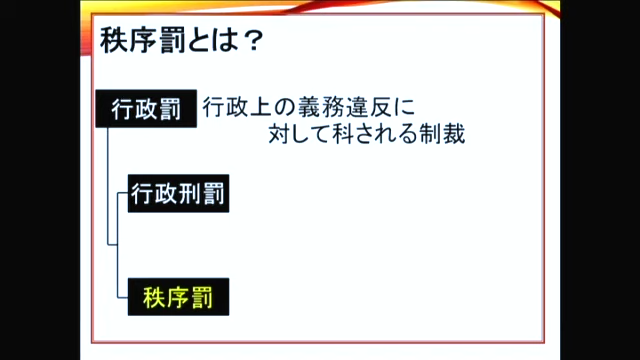 秩序罰とは？
行政罰 行政上の義務違反に
対して科される制裁
行政刑罰
秩序罰